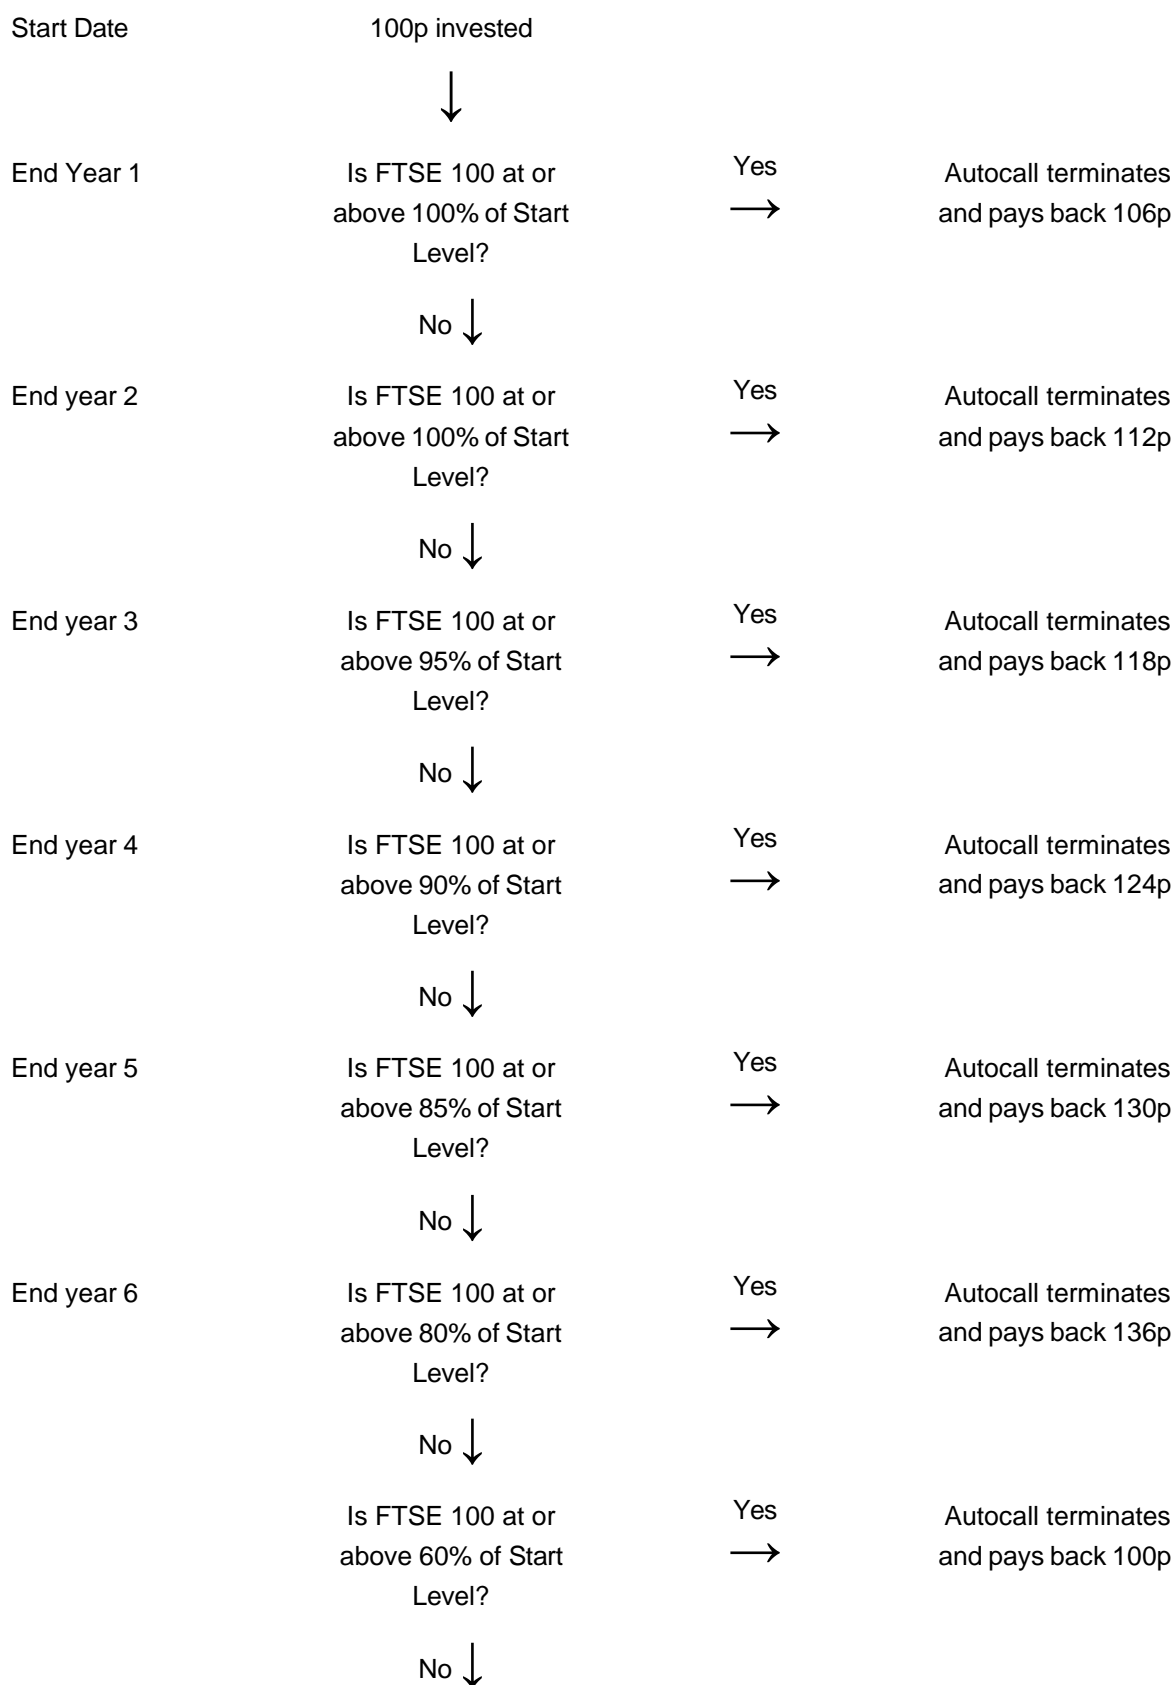 Start Date 100p invested
End Year 1 Is FTSE 100 at or Yes Autocall terminates
above 100% of Start and pays back 106p
Level?
No
End year 2 Is FTSE 100 at or Yes Autocall terminates
above 100% of Start and pays back 112p
Level?
No
End year 3 Is FTSE 100 at or Yes Autocall terminates
above 95% of Start and pays back 118p
Level?
No
End year 4 Is FTSE 100 at or Yes Autocall terminates
above 90% of Start and pays back 124p
Level?
No
End year 5 Is FTSE 100 at or Yes Autocall terminates
above 85% of Start and pays back 130p
Level?
No
End year 6 Is FTSE 100 at or Yes Autocall terminates
above 80% of Start and pays back 136p
Level?
No
Is FTSE 100 at or Yes Autocall terminates
above 60% of Start and pays back 100p
Level?
No